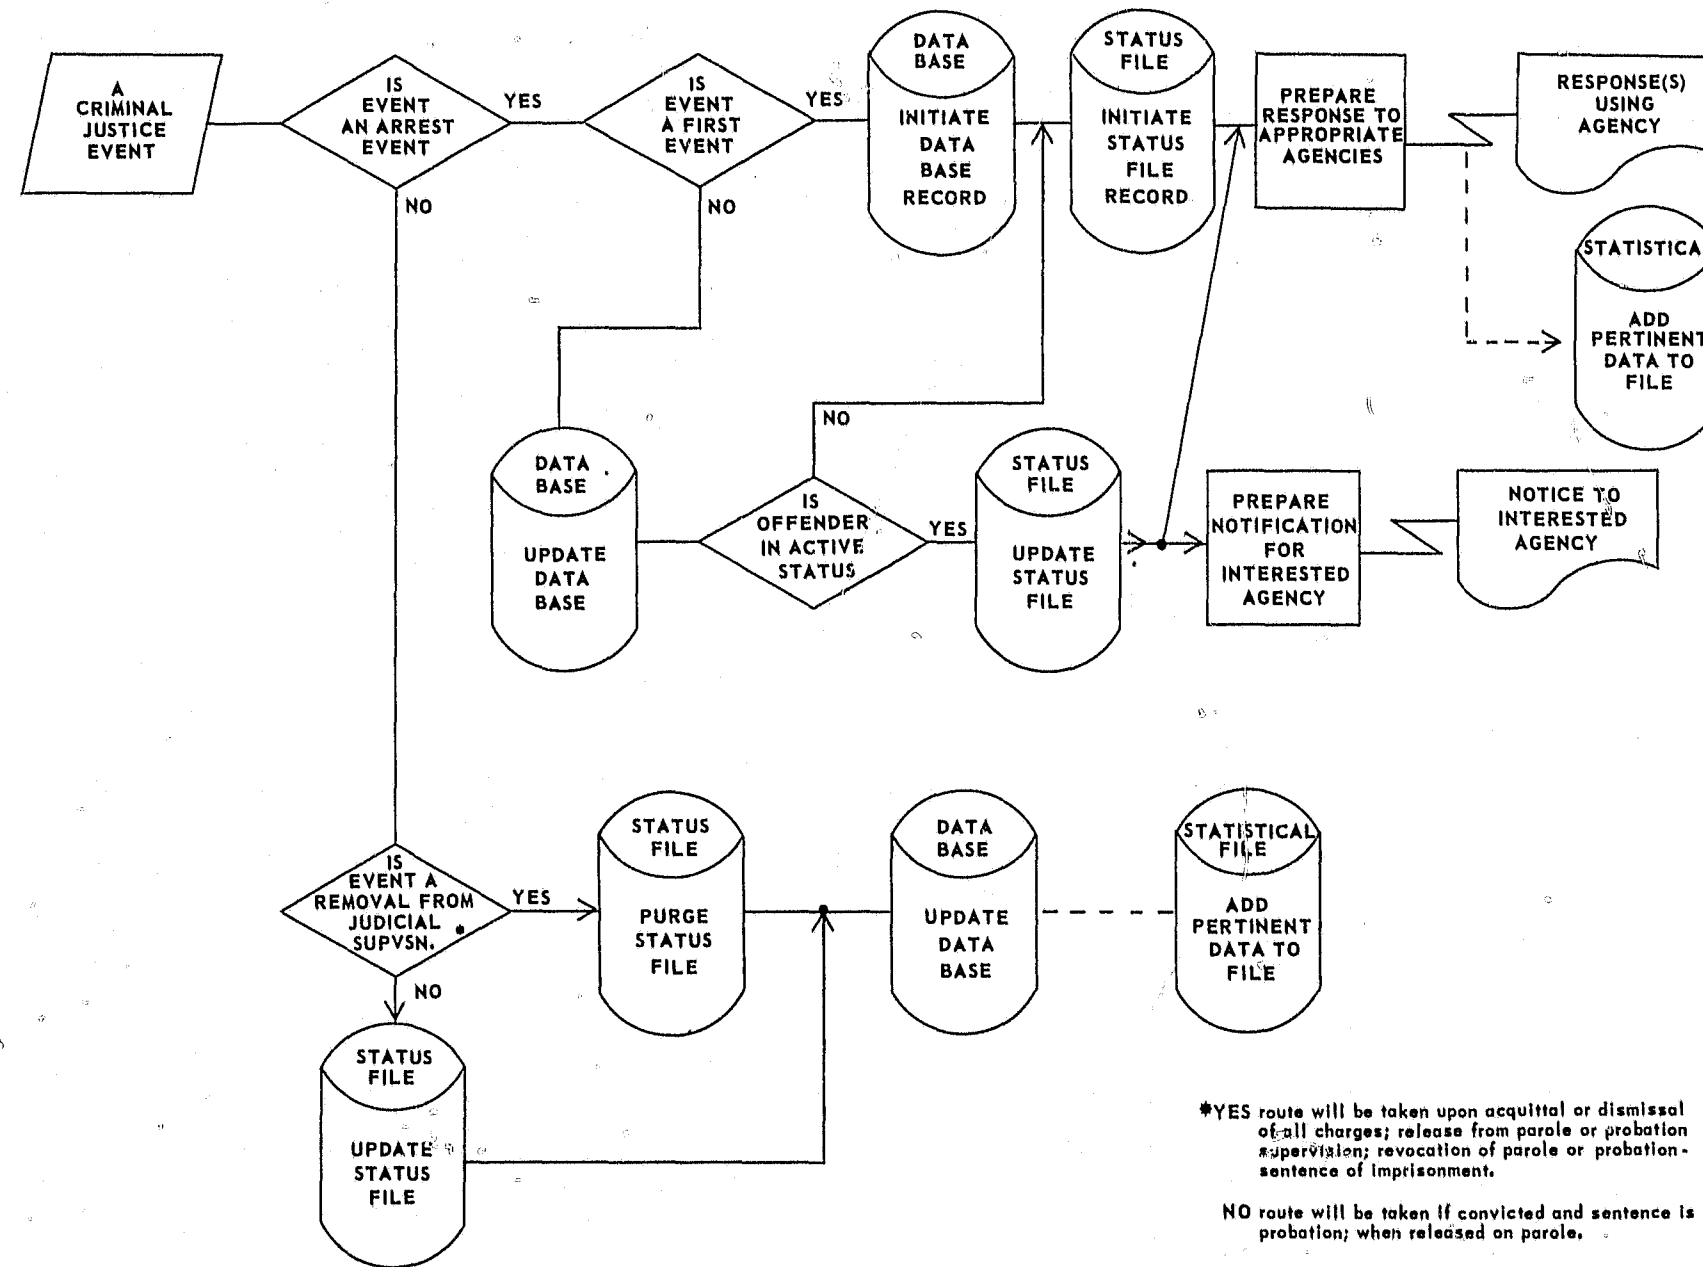 A
CRIMINAL
JUSTICE
EVENT
IS
EVENT
AN ARREST
EVENT
YES
NO
IS
EVENT
A FIRST
EVENT
YES
NO
DATA
BASE
INITIATE
DATA
BASE
RECORD
STATUS
FILE
INITIATE
STATUS
FILE
RECORD
PREPARE
RESPONSE TO
APPROPRIATE
AGENCIES
RESPONSE(S)
USING
AGENCY
STATISTICA
ADD
PERTINENT
DATA TO
FILE
DATA
BASE
UPDATE
DATA
BASE
NO
IS
OFFENDER
IN ACTIVE
STATUS
YES
STATUS
FILE
UPDATE
STATUS
FILE
PREPARE
NOTIFICATION
FOR
INTERESTED
AGENCY
NOTICE TO
INTERESTED
AGENCY
IS
EVENT A
REMOVAL FROM
JUDICIAL
SUPVSN. *
YES
NO
STATUS
FILE
PURGE
STATUS
FILE
DATA
BASE
UPDATE
DATA
BASE
STATISTICAL
FILE
ADD
PERTINENT
DATA TO
FILE
STATUS
FILE
UPDATE
STATUS
FILE
*YES route will be taken upon acquittal or dismissal
of all charges; release from parole or probation
supervision; revocation of parole or probation-
sentence of imprisonment.
NO route will be taken if convicted and sentence is
probation; when released on parole.